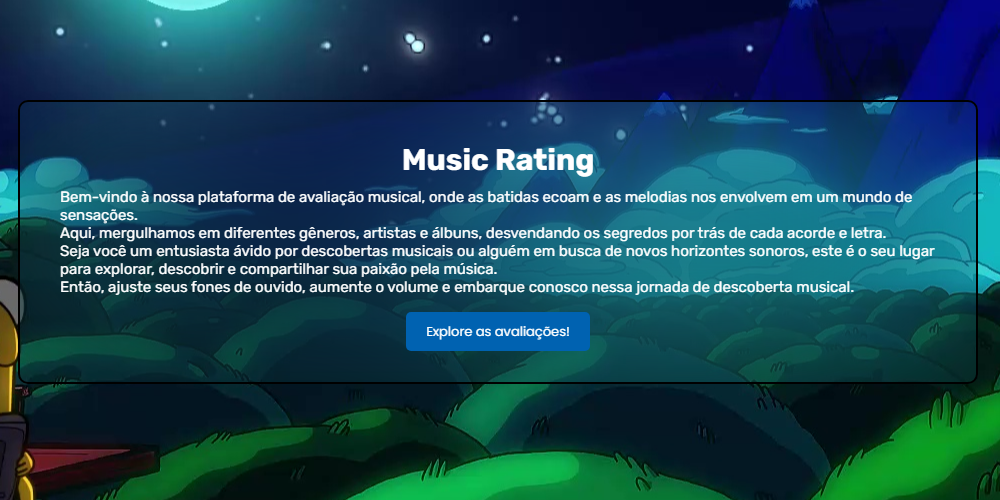 Music Rating
Bem-vindo à nossa plataforma de avaliação musical, onde as batidas ecoam e as melodias nos envolvem em um mundo de
sensações.
Aqui, mergulhamos em diferentes gêneros, artistas e álbuns, desvendando os segredos por trás de cada acorde e letra.
Seja você um entusiasta ávido por descobertas musicais ou alguém em busca de novos horizontes sonoros, este é o seu lugar
para explorar, descobrir e compartilhar sua paixão pela música.
Então, ajuste seus fones de ouvido, aumente o volume e embarque conosco nessa jornada de descoberta musical.
Explore as avaliações!